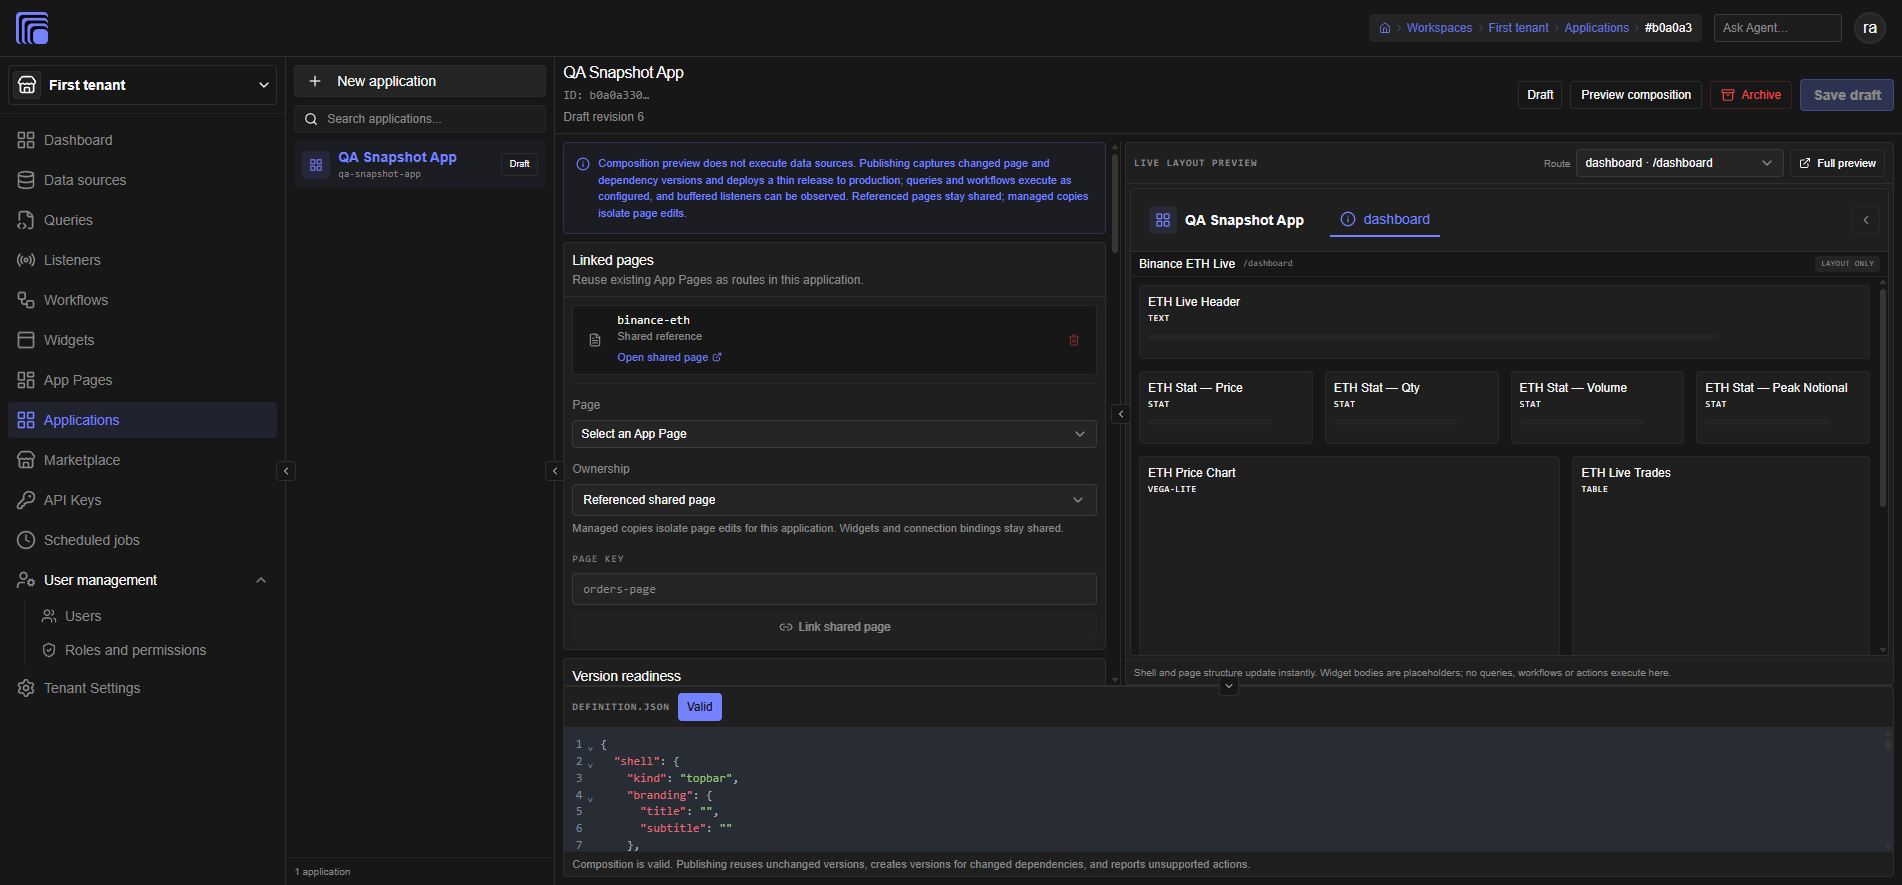 Workspaces
First tenant
Applications
#b0a0a3
Ask Agent...
ra
First tenant
Dashboard
Data sources
Queries
Listeners
Workflows
Widgets
App Pages
Applications
Marketplace
API Keys
Scheduled jobs
User management
Users
Roles and permissions
Tenant Settings
New application
Search applications...
QA Snapshot App
qa-snapshot-app
Draft
1 application
QA Snapshot App
ID: b0a0a330…
Draft revision 6
Draft
Preview composition
Archive
Save draft
Composition preview does not execute data sources. Publishing captures changed page and
dependency versions and deploys a thin release to production; queries and workflows execute as
configured, and buffered listeners can be observed. Referenced pages stay shared; managed copies
isolate page edits.
Linked pages
Reuse existing App Pages as routes in this application.
binance-eth
Shared reference
Open shared page
Page
Select an App Page
Ownership
Referenced shared page
Managed copies isolate page edits for this application. Widgets and connection bindings stay shared.
PAGE KEY
orders-page
Link shared page
Version readiness
LIVE LAYOUT PREVIEW
Route
dashboard · /dashboard
Full preview
QA Snapshot App
dashboard
Binance ETH Live
/dashboard
LAYOUT ONLY
ETH Live Header
TEXT
ETH Stat — Price
STAT
ETH Stat — Qty
STAT
ETH Stat — Volume
STAT
ETH Stat — Peak Notional
STAT
ETH Price Chart
VEGA-LITE
ETH Live Trades
TABLE
Shell and page structure update instantly. Widget bodies are placeholders; no queries, workflows or actions execute here.
DEFINITION.JSON
Valid
1 {
2 "shell": {
3 "kind": "topbar",
4 "branding": {
5 "title": "",
6 "subtitle": ""
7 },
Composition is valid. Publishing reuses unchanged versions, creates versions for changed dependencies, and reports unsupported actions.